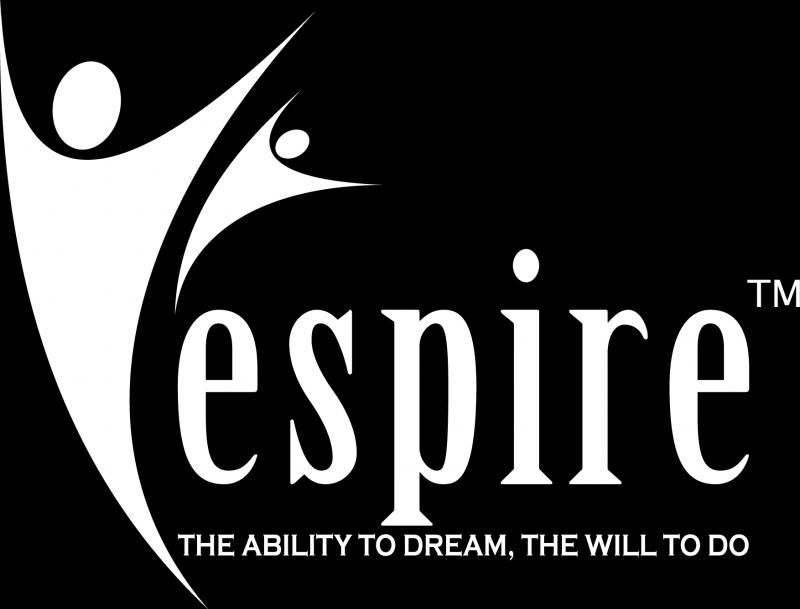 espire™
THE ABILITY TO DREAM, THE WILL TO DO